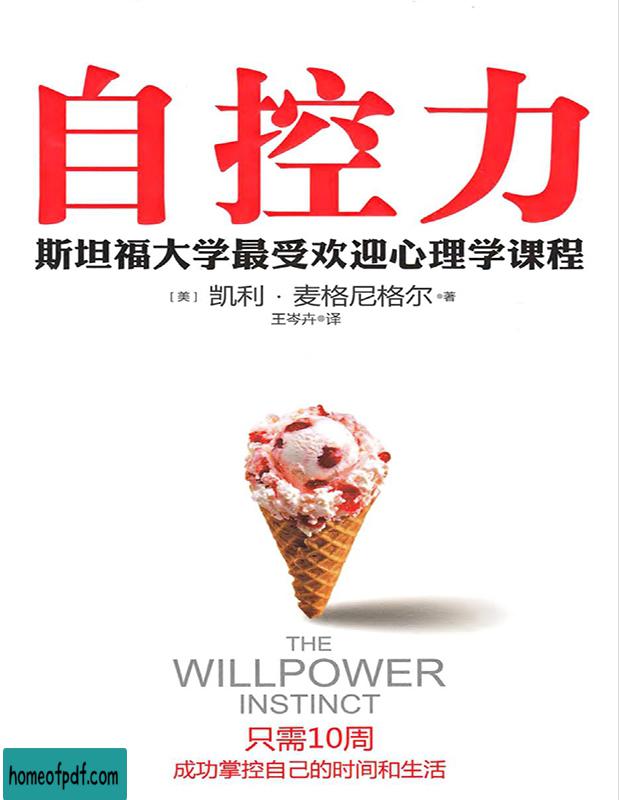 自控力
斯坦福大学最受欢迎心理学课程
[美] 凯利·麦格尼格尔●著
王岑卉●译
THE
WILLPOWER
INSTINCT
只需10周
成功掌控自己的时间和生活
homeofpdf.com